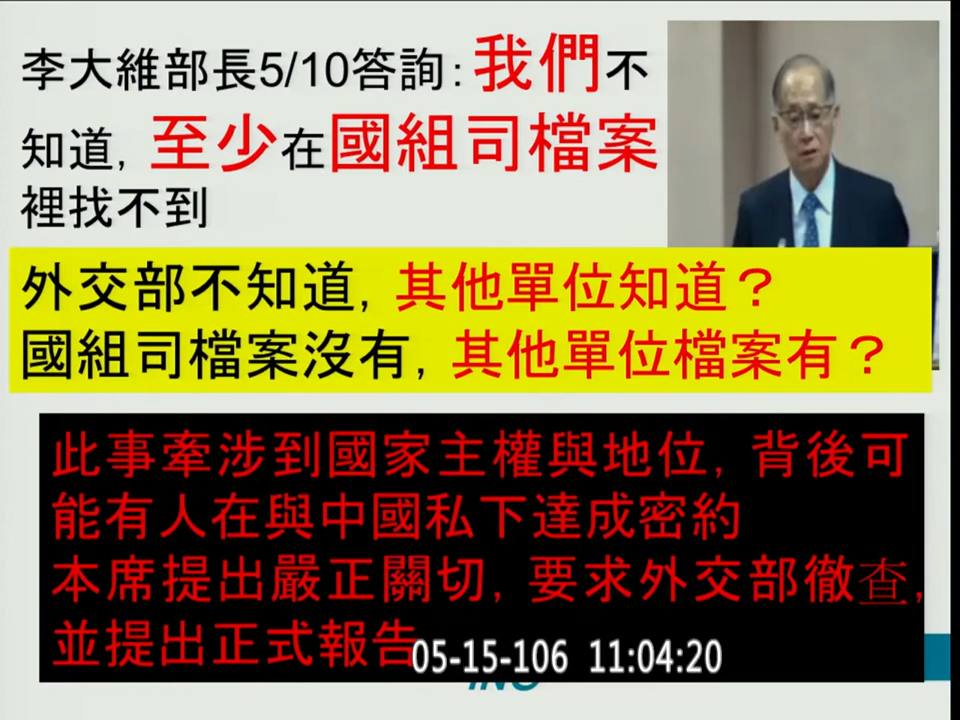 李大維部長5/10答詢：我們不
知道，至少在國組司檔案
裡找不到
外交部不知道，其他單位知道？
國組司檔案沒有，其他單位檔案有？
此事牽涉到國家主權與地位，背後可
能有人在與中國私下達成密約
本席提出嚴正關切，要求外交部徹查，
並提出正式報告
05-15-106 11:04:20